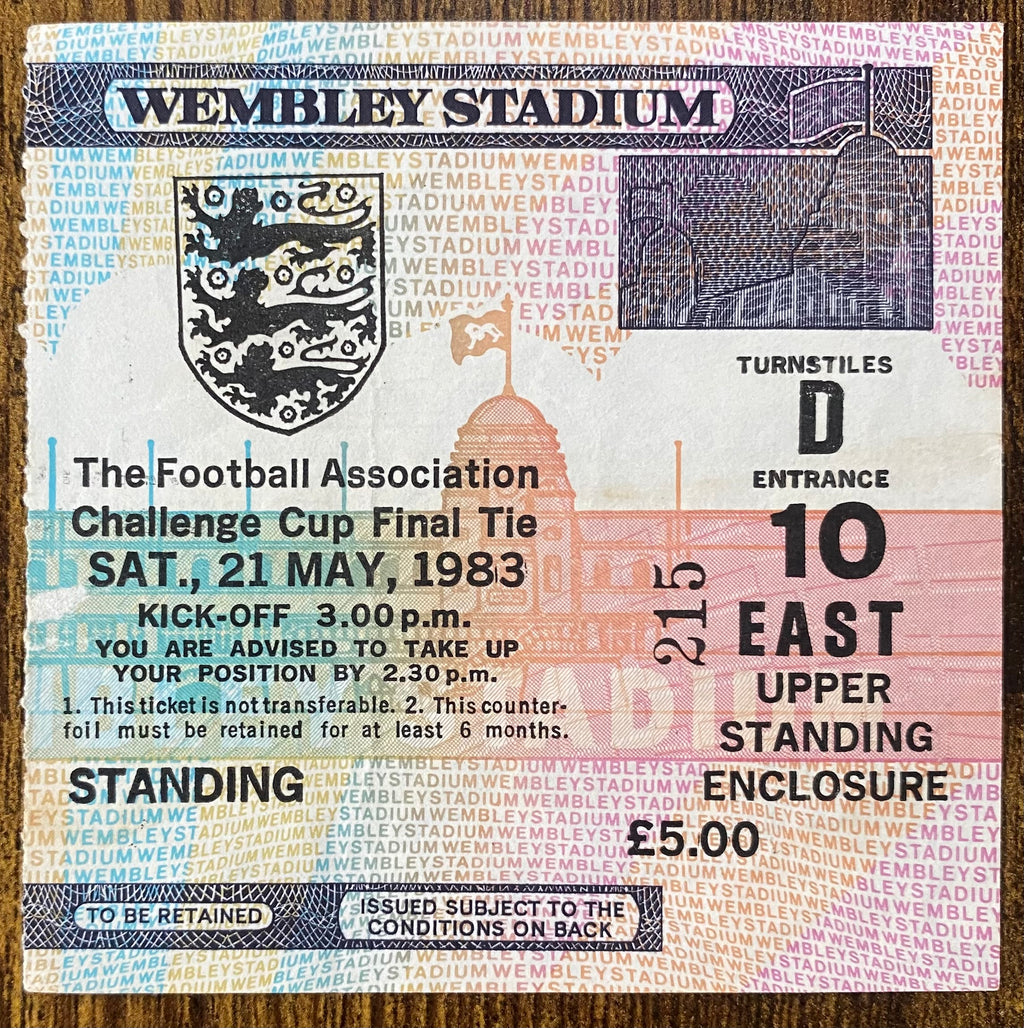 WEMBLEY STADIUM
The Football Association
Challenge Cup Final Tie
SAT., 21 MAY, 1983
KICK-OFF 3.00 p.m.
YOU ARE ADVISED TO TAKE UP
YOUR POSITION BY 2.30 p.m.
1. This ticket is not transferable. 2. This counter-
foil must be retained for at least 6 months.
STANDING
TURNSTILES
D
ENTRANCE
10
215
EAST
UPPER
STANDING
ENCLOSURE
£5.00
TO BE RETAINED
ISSUED SUBJECT TO THE
CONDITIONS ON BACK